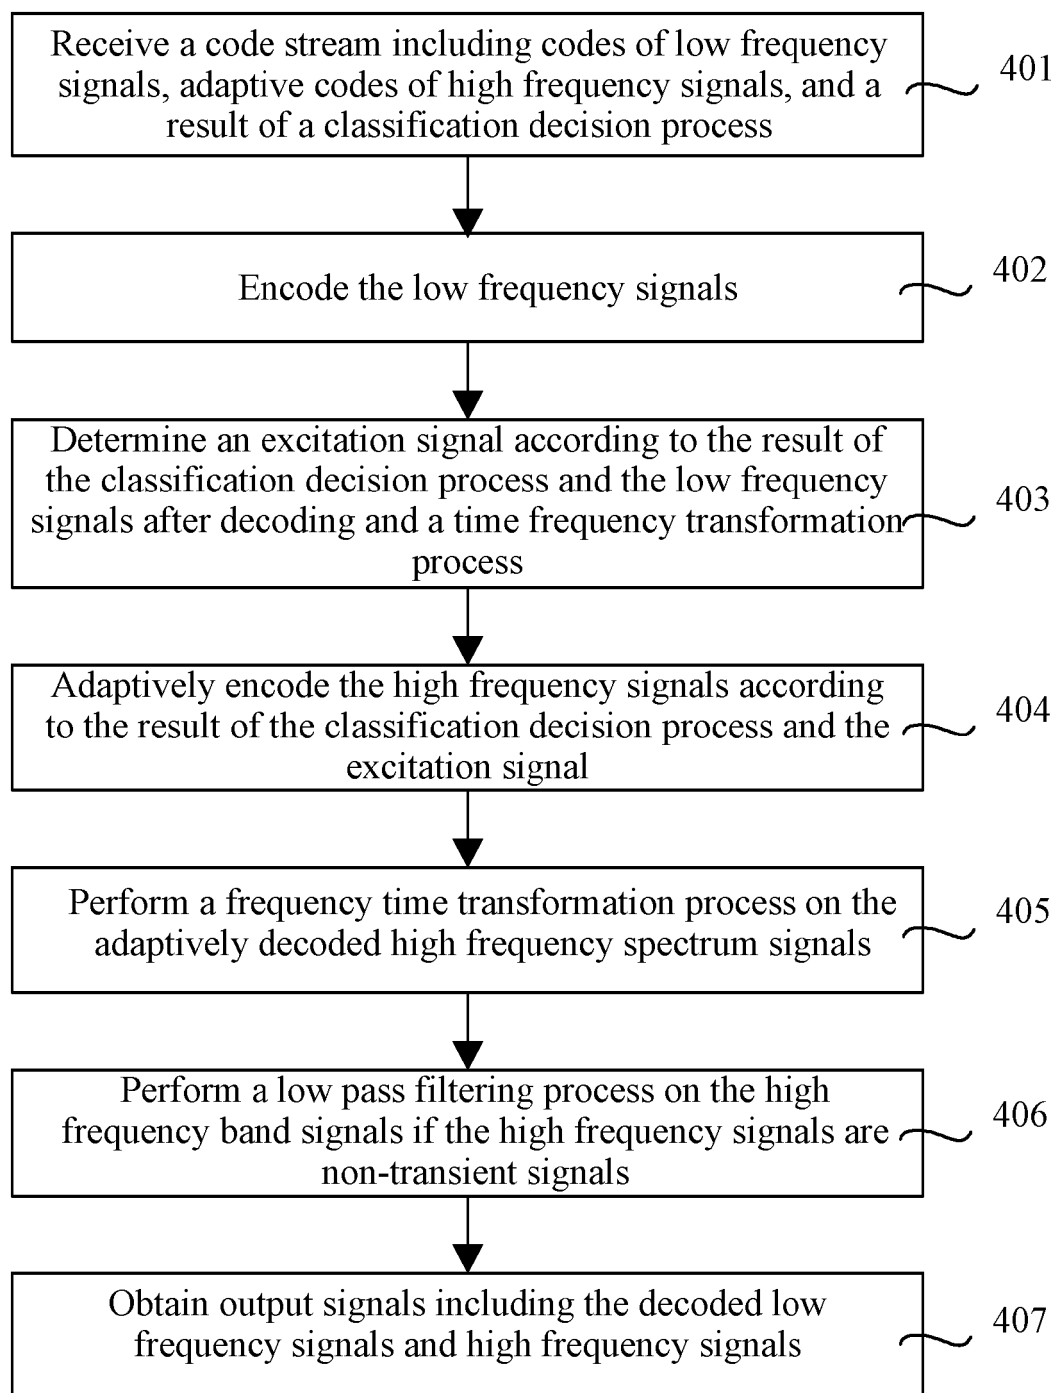 Receive a code stream including codes of low frequency
signals, adaptive codes of high frequency signals, and a
result of a classification decision process
401
Encode the low frequency signals
402
Determine an excitation signal according to the result of
the classification decision process and the low frequency
signals after decoding and a time frequency transformation
process
403
Adaptively encode the high frequency signals according
to the result of the classification decision process and the
excitation signal
404
Perform a frequency time transformation process on the
adaptively decoded high frequency spectrum signals
405
Perform a low pass filtering process on the high
frequency band signals if the high frequency signals are
non-transient signals
406
Obtain output signals including the decoded low
frequency signals and high frequency signals
407